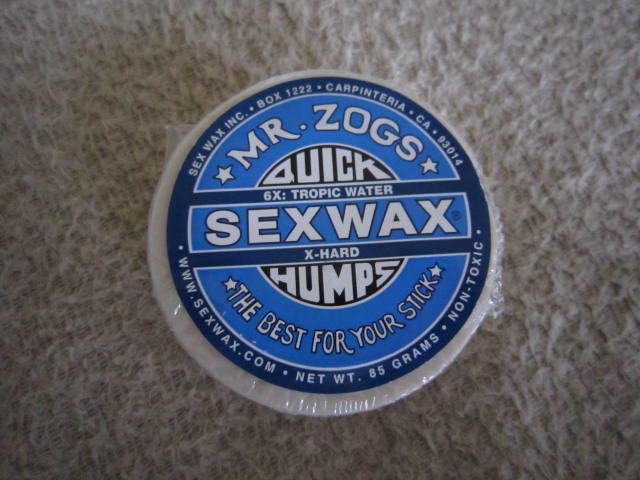 SEX WAX INC. • BOX 1222 • CARPINTERIA • CA • 93014
MR. ZOGS
QUICK
6X: TROPIC WATER
SEXWAX®
X-HARD
HUMPS
THE BEST FOR YOUR STICK
• WWW.SEXWAX.COM • NET WT. 85 GRAMS • NON-TOXIC •